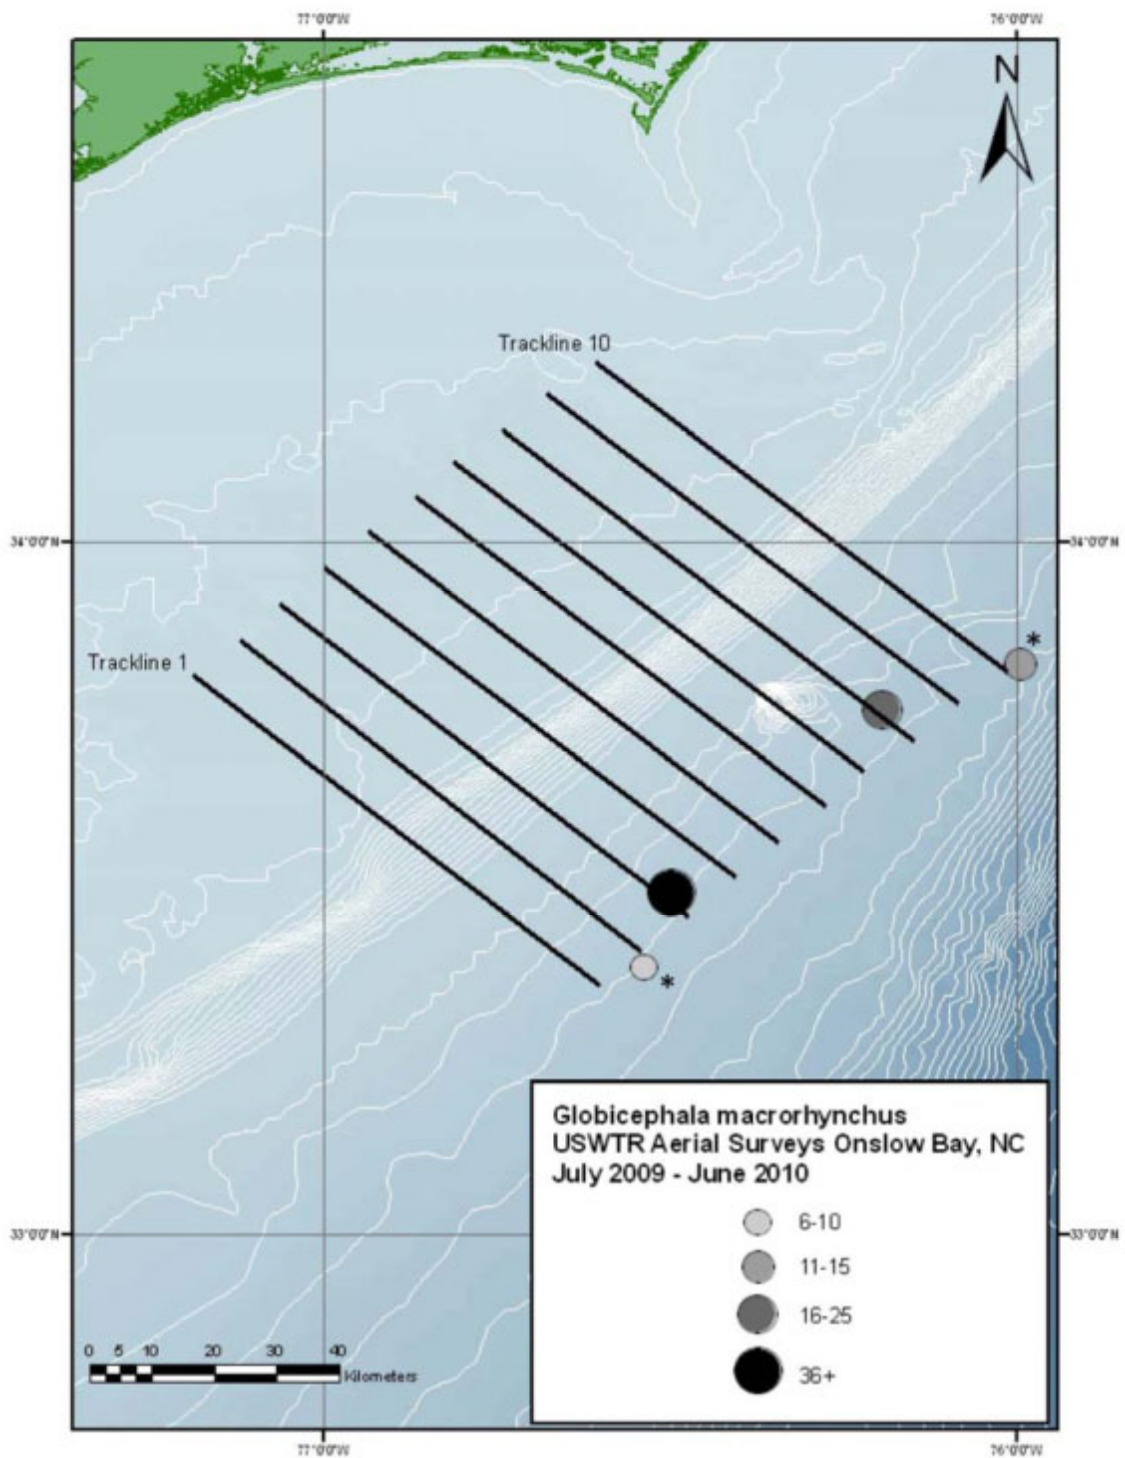 77°0'0"W 76°0'0"W
N
Trackline 10
34°0'0"N 34°0'0"N
*
Trackline 1
*
Globicephala macrorhynchus
USWTR Aerial Surveys Onslow Bay, NC
July 2009 - June 2010
6-10
33°0'0"N 33°0'0"N
11-15
16-25
0 5 10 20 30 40
Kilometers
36+
77°0'0"W 76°0'0"W